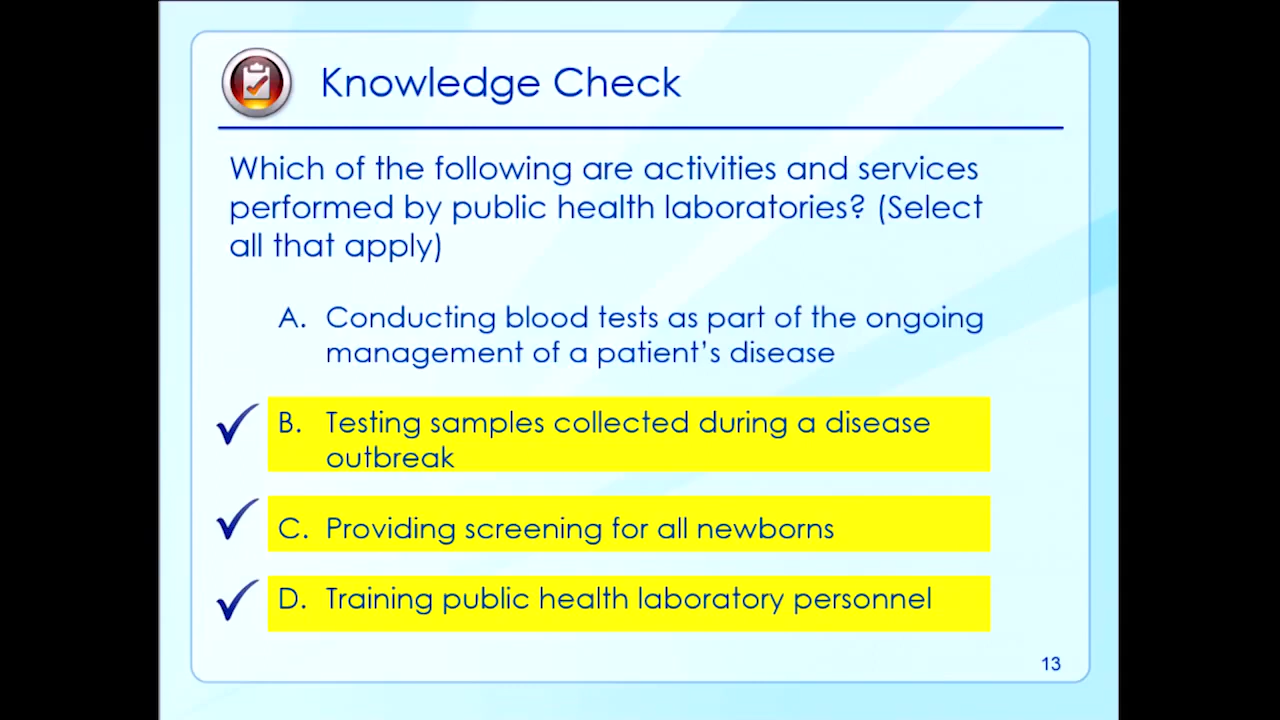 Knowledge Check
Which of the following are activities and services
performed by public health laboratories? (Select
all that apply)
A. Conducting blood tests as part of the ongoing
management of a patient’s disease
B. Testing samples collected during a disease
outbreak
C. Providing screening for all newborns
D. Training public health laboratory personnel
13